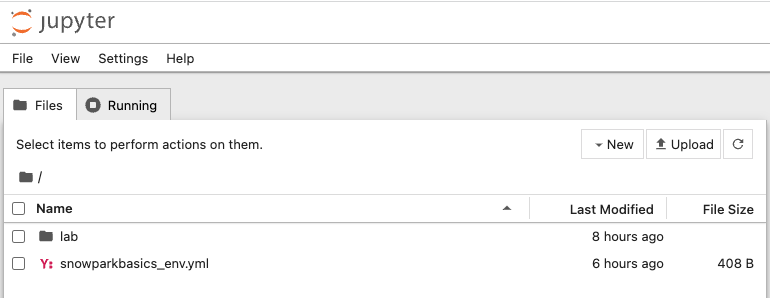 jupyter
File View Settings Help
Files Running
Select items to perform actions on them. New Upload
/
Name Last Modified File Size
lab 8 hours ago
Y: snowparkbasics_env.yml 6 hours ago 408 B